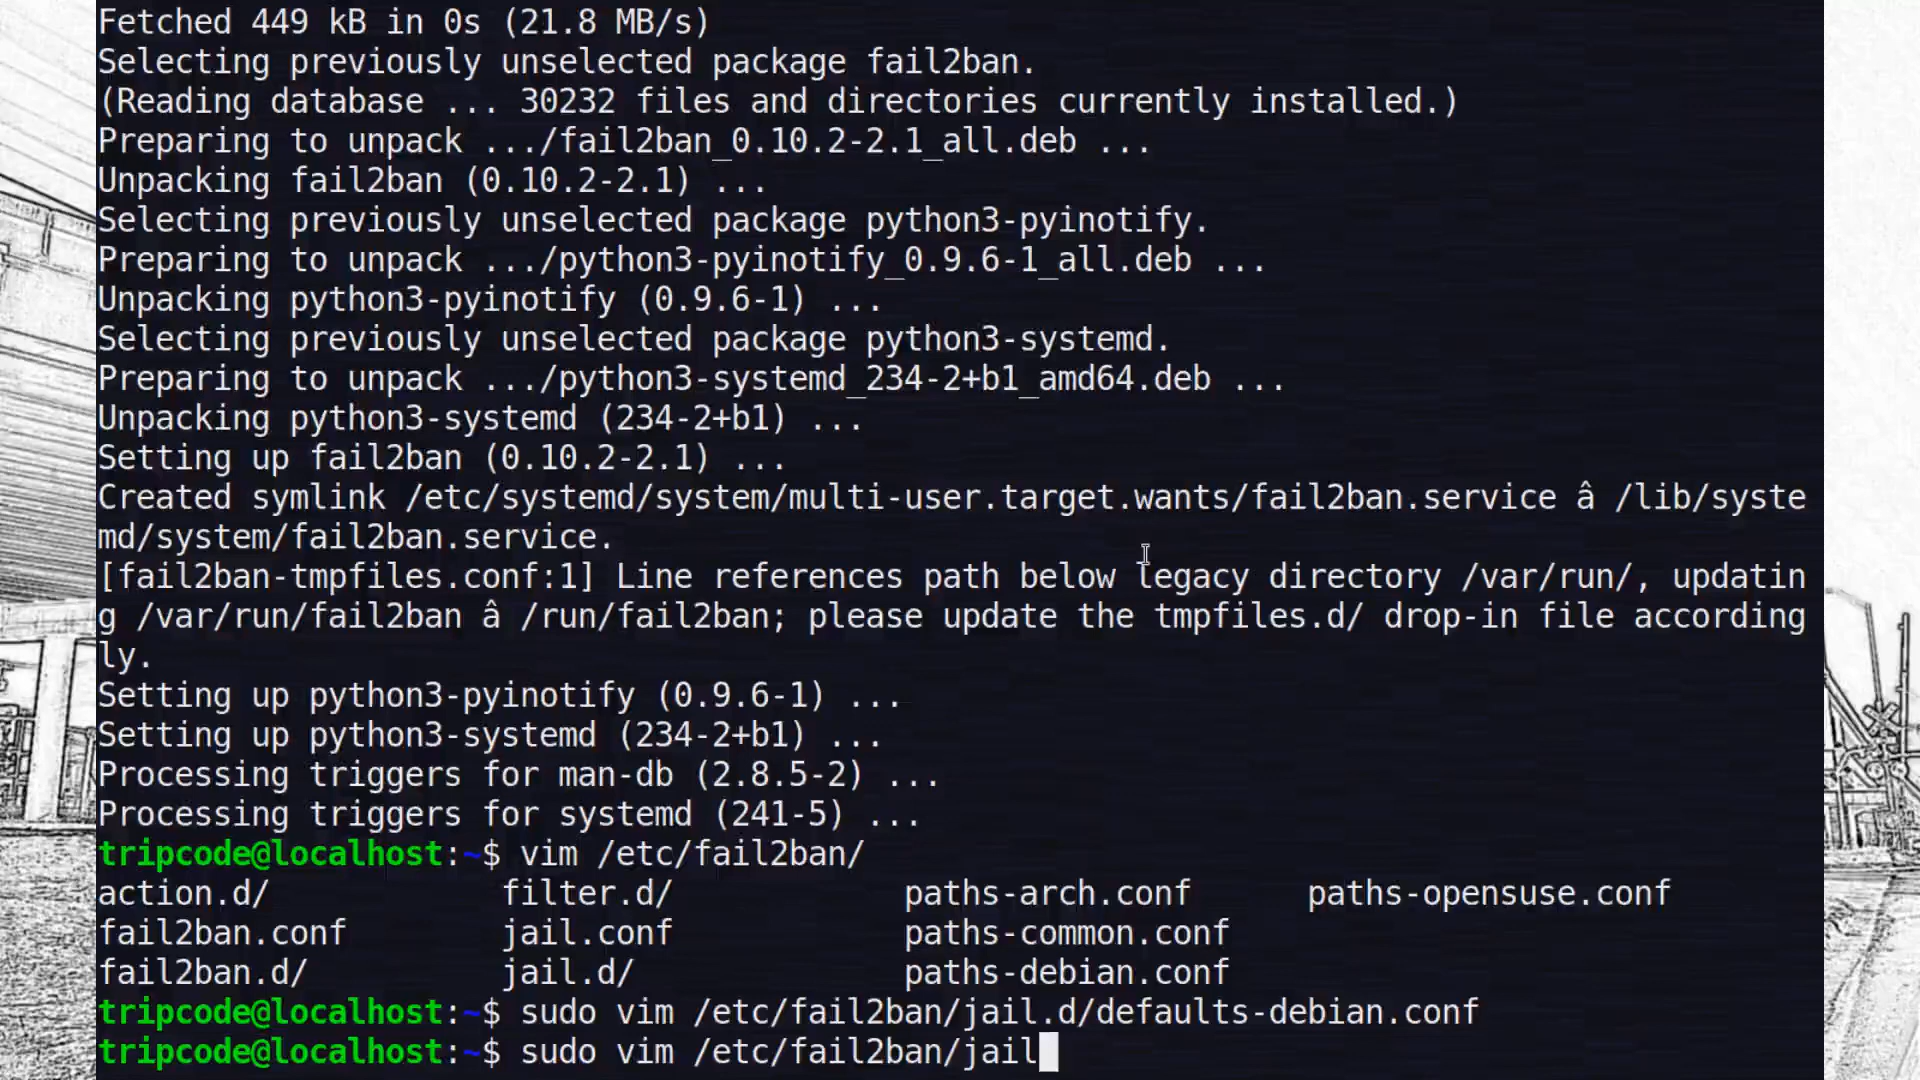 Fetched 449 kB in 0s (21.8 MB/s)
Selecting previously unselected package fail2ban.
(Reading database ... 30232 files and directories currently installed.)
Preparing to unpack .../fail2ban_0.10.2-2.1_all.deb ...
Unpacking fail2ban (0.10.2-2.1) ...
Selecting previously unselected package python3-pyinotify.
Preparing to unpack .../python3-pyinotify_0.9.6-1_all.deb ...
Unpacking python3-pyinotify (0.9.6-1) ...
Selecting previously unselected package python3-systemd.
Preparing to unpack .../python3-systemd_234-2+b1_amd64.deb ...
Unpacking python3-systemd (234-2+b1) ...
Setting up fail2ban (0.10.2-2.1) ...
Created symlink /etc/systemd/system/multi-user.target.wants/fail2ban.service â /lib/syste
md/system/fail2ban.service.
[fail2ban-tmpfiles.conf:1] Line references path below legacy directory /var/run/, updatin
g /var/run/fail2ban â /run/fail2ban; please update the tmpfiles.d/ drop-in file according
ly.
Setting up python3-pyinotify (0.9.6-1) ...
Setting up python3-systemd (234-2+b1) ...
Processing triggers for man-db (2.8.5-2) ...
Processing triggers for systemd (241-5) ...
tripcode@localhost:~$ vim /etc/fail2ban/
action.d/ filter.d/ paths-arch.conf paths-opensuse.conf
fail2ban.conf jail.conf paths-common.conf
fail2ban.d/ jail.d/ paths-debian.conf
tripcode@localhost:~$ sudo vim /etc/fail2ban/jail.d/defaults-debian.conf
tripcode@localhost:~$ sudo vim /etc/fail2ban/jail